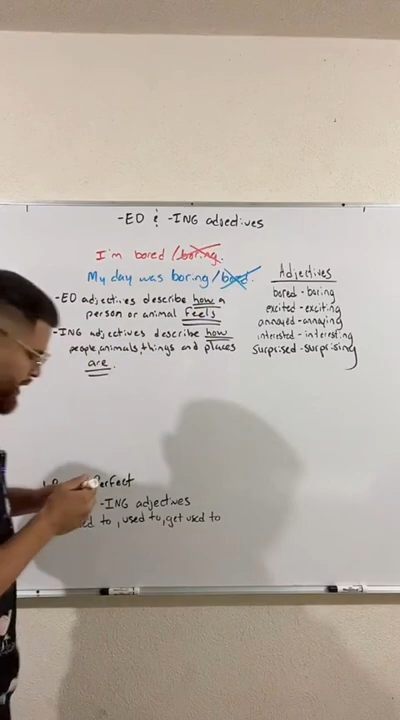 -ED & -ING adjectives
I'm bored / boring.
My day was boring / bored.
-ED adjectives describe how a
person or animal feels
-ING adjectives describe how
people, animals, things and places
are.
Adjectives
bored - boring
excited - exciting
annoyed - annoying
interested - interesting
surprised - surprising
Perfect
-ING adjectives
to, used to, get used to